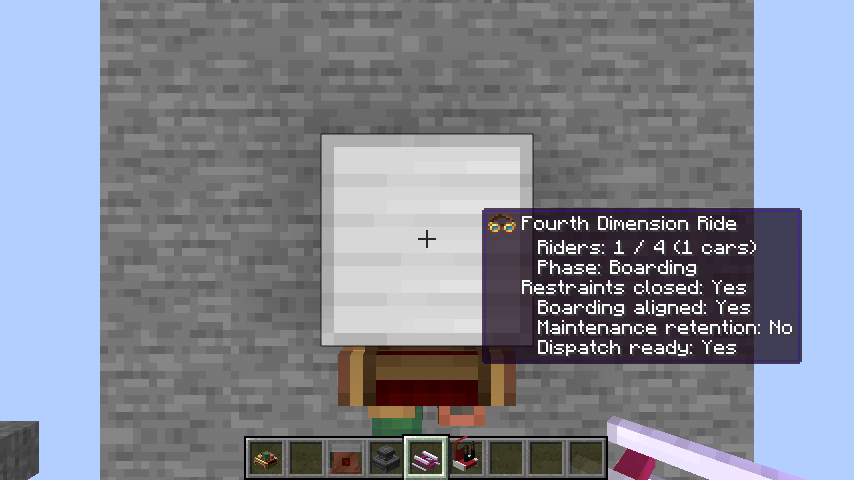 Fourth Dimension Ride
Riders: 1 / 4 (1 cars)
Phase: Boarding
Restraints closed: Yes
Boarding aligned: Yes
Maintenance retention: No
Dispatch ready: Yes